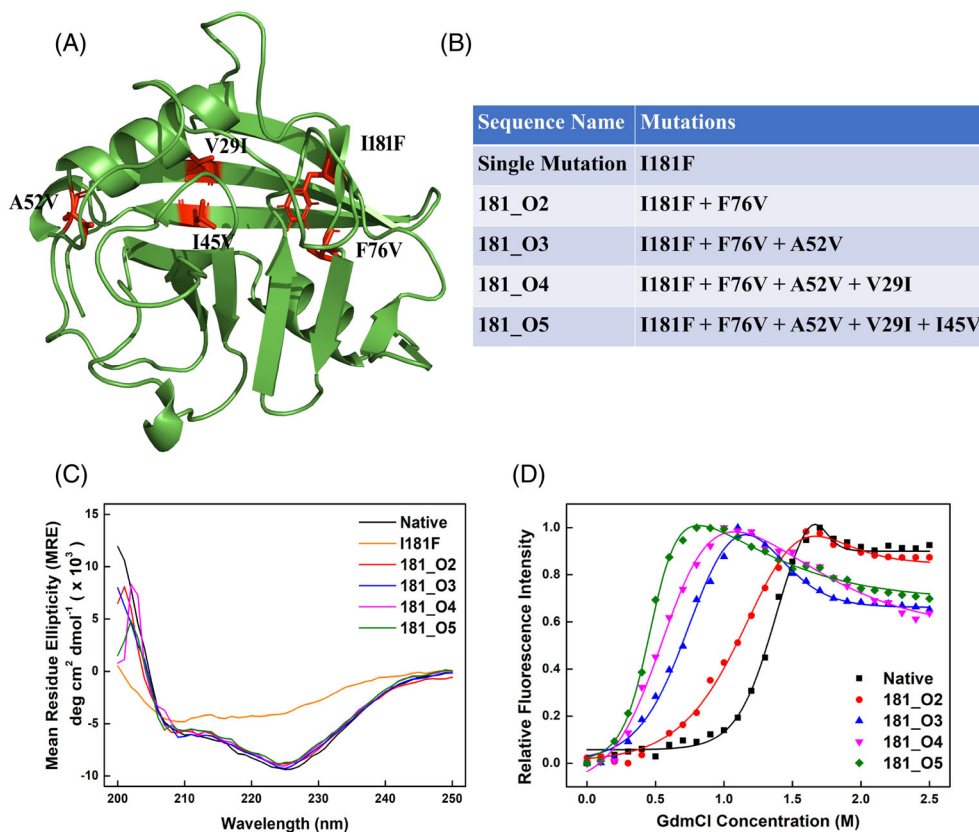 (A)
(B)
V29I
I181F
A52V
I45V
F76V
Sequence Name Mutations
Single Mutation I181F
181_O2 I181F + F76V
181_O3 I181F + F76V + A52V
181_O4 I181F + F76V + A52V + V29I
181_O5 I181F + F76V + A52V + V29I + I45V
(C)
Mean Residue Ellipticity (MRE)
deg cm² dmol⁻¹ ( x 10³)
15
10
5
0
-5
-10
200 210 220 230 240 250
Wavelength (nm)
Native
I181F
181_O2
181_O3
181_O4
181_O5
(D)
Relative Fluorescence Intensity
1.0
0.8
0.6
0.4
0.2
0.0
0.0 0.5 1.0 1.5 2.0 2.5
GdmCl Concentration (M)
Native
181_O2
181_O3
181_O4
181_O5